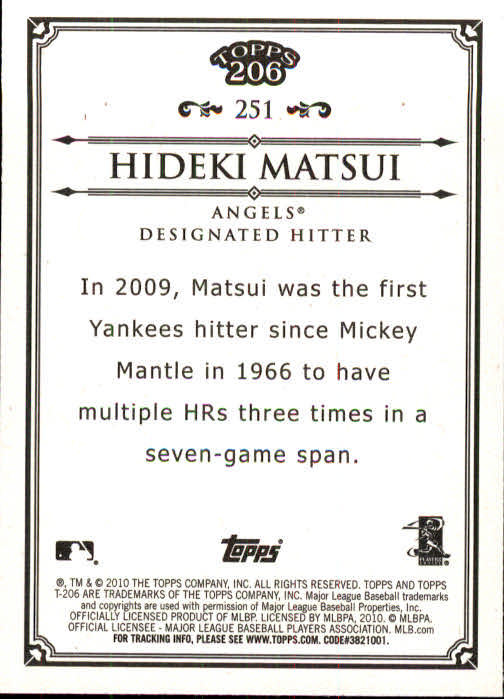 TOPPS
206
251
HIDEKI MATSUI
ANGELS®
DESIGNATED HITTER
In 2009, Matsui was the first
Yankees hitter since Mickey
Mantle in 1966 to have
multiple HRs three times in a
seven-game span.
topps®
®, TM & © 2010 THE TOPPS COMPANY, INC. ALL RIGHTS RESERVED. TOPPS AND TOPPS
T-206 ARE TRADEMARKS OF THE TOPPS COMPANY, INC. Major League Baseball trademarks
and copyrights are used with permission of Major League Baseball Properties, Inc.
OFFICIALLY LICENSED PRODUCT OF MLBP. LICENSED BY MLBPA, 2010. © MLBPA.
OFFICIAL LICENSEE - MAJOR LEAGUE BASEBALL PLAYERS ASSOCIATION. MLB.com
FOR TRACKING INFO, PLEASE SEE WWW.TOPPS.COM. CODE#3821001.